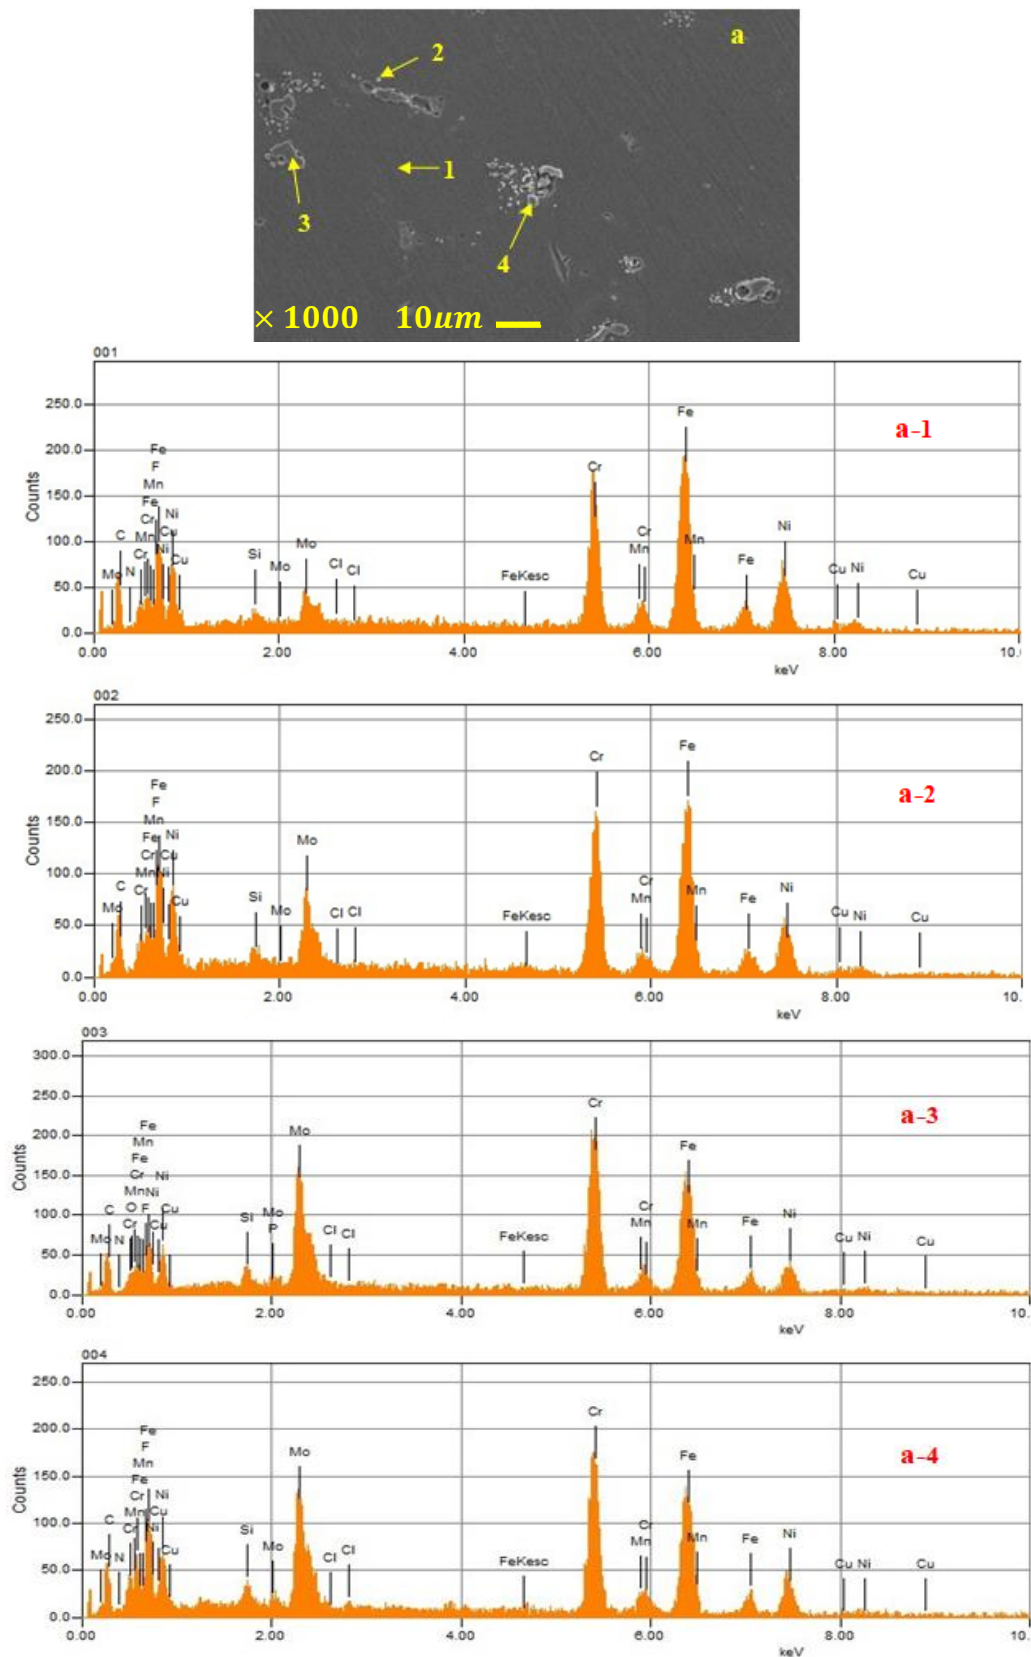 a
2
1
3
4
× 1000 10μm
001
250.0
200.0
150.0
100.0
50.0
0.0
Counts
a-1
Fe
F
Mn
Fe
Cr
Mn
Cr
C
Mo
N
Ni
Cu
Ni
Cu
Si
Mo
Mo
Cl
Cl
FeKesc
Cr
Cr
Mn
Fe
Mn
Fe
Ni
Cu
Ni
Cu
0.00 2.00 4.00 6.00 8.00 10.
keV
002
250.0
200.0
150.0
100.0
50.0
0.0
Counts
a-2
Fe
F
Mn
Fe
Cr
Mn
Cr
C
Mo
Ni
Cu
Ni
Cu
Si
Mo
Mo
Cl
Cl
FeKesc
Cr
Cr
Mn
Fe
Mn
Fe
Ni
Cu
Ni
Cu
0.00 2.00 4.00 6.00 8.00 10.
keV
003
300.0
250.0
200.0
150.0
100.0
50.0
0.0
Counts
a-3
Fe
Mn
Fe
Cr
Mn
O
Cr
C
Mo
N
Ni
Ni
F
Cu
Cu
Si
Mo
Mo
P
Cl
Cl
FeKesc
Cr
Cr
Mn
Fe
Mn
Fe
Ni
Cu
Ni
Cu
0.00 2.00 4.00 6.00 8.00 10.
keV
004
250.0
200.0
150.0
100.0
50.0
0.0
Counts
a-4
Fe
F
Mn
Fe
Cr
Mn
Cr
C
Mo
N
Ni
Cu
Ni
Cu
Si
Mo
Mo
Cl
Cl
FeKesc
Cr
Cr
Mn
Fe
Mn
Fe
Ni
Cu
Ni
Cu
0.00 2.00 4.00 6.00 8.00 10.
keV